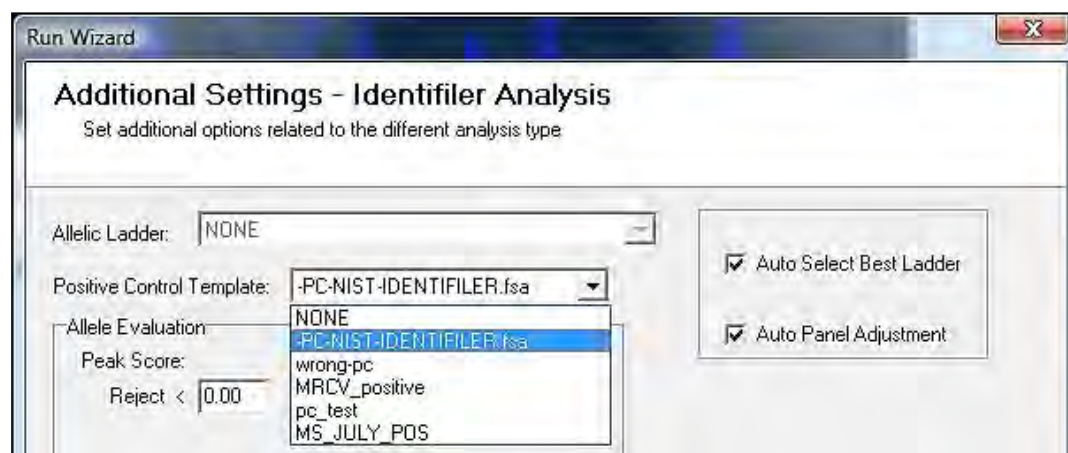 Run Wizard
Additional Settings - Identifiler Analysis
Set additional options related to the different analysis type
Allelic Ladder: NONE
Auto Select Best Ladder
Positive Control Template: -PC-NIST-IDENTIFILER.fsa
NONE
-PC-NIST-IDENTIFILER.fsa
wrong-pc
MRCV_positive
pc_test
MS_JULY_POS
Auto Panel Adjustment
Allele Evaluation
Peak Score:
Reject < 0.00